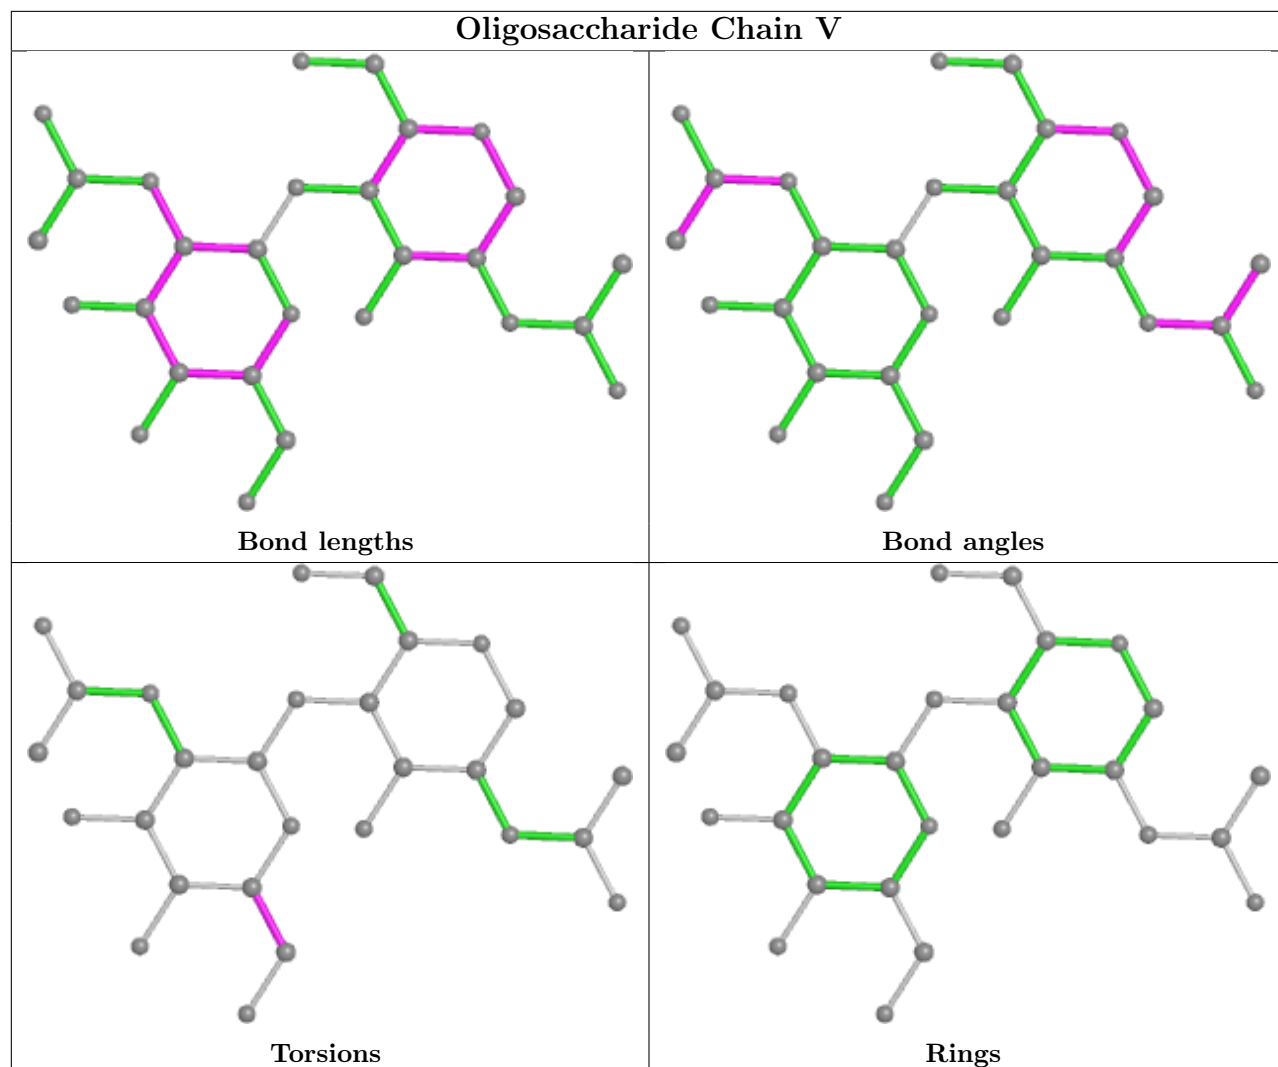 Oligosaccharide Chain V
Bond lengths
Bond angles
Torsions
Rings